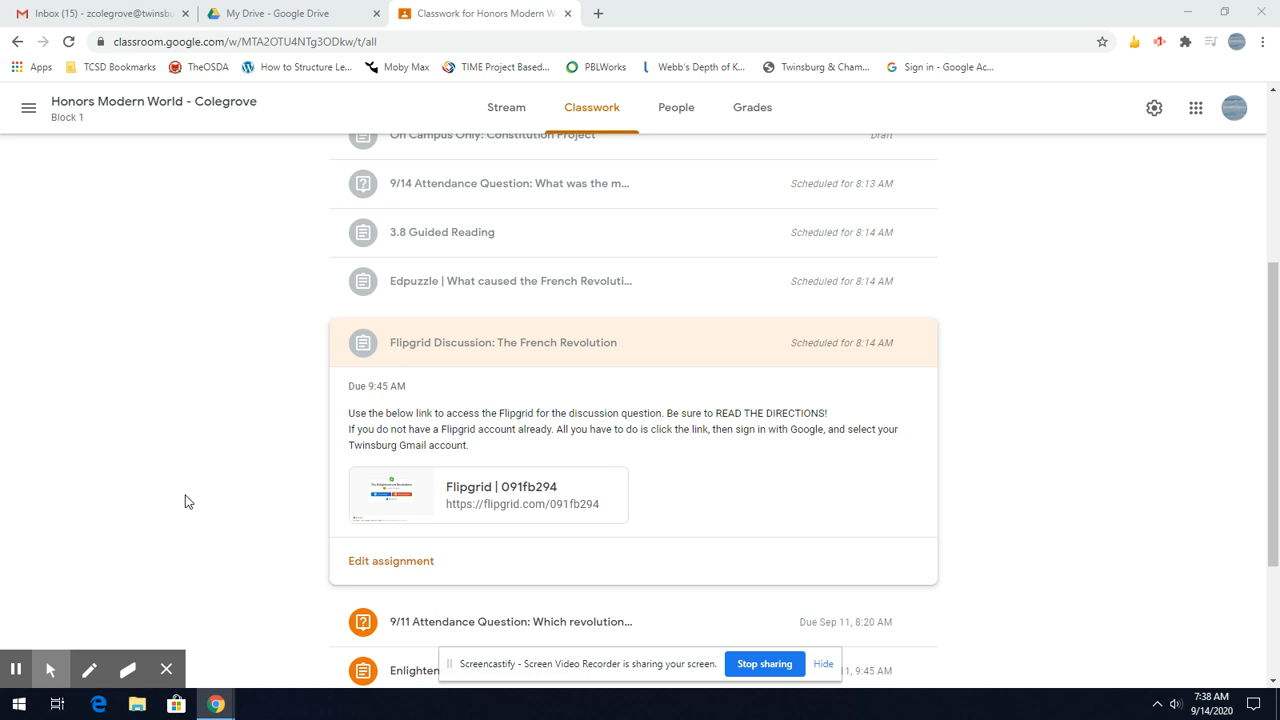 Inbox (15) - zcolegrove@twinsbu
My Drive - Google Drive
Classwork for Honors Modern W
classroom.google.com/w/MTA2OTU4NTg3ODkw/t/all
Apps
TCSD Bookmarks
TheOSDA
How to Structure Le...
Moby Max
TIME Project Based...
PBLWorks
Webb's Depth of K...
Twinsburg & Cham...
Sign in - Google Ac...
Honors Modern World - Colegrove
Block 1
Stream
Classwork
People
Grades
On Campus Only: Constitution Project
Draft
9/14 Attendance Question: What was the m...
Scheduled for 8:13 AM
3.8 Guided Reading
Scheduled for 8:14 AM
Edpuzzle | What caused the French Revoluti...
Scheduled for 8:14 AM
Flipgrid Discussion: The French Revolution
Scheduled for 8:14 AM
Due 9:45 AM
Use the below link to access the Flipgrid for the discussion question. Be sure to READ THE DIRECTIONS!
If you do not have a Flipgrid account already. All you have to do is click the link, then sign in with Google, and select your
Twinsburg Gmail account.
Flipgrid | 091fb294
https://flipgrid.com/091fb294
Edit assignment
9/11 Attendance Question: Which revolution...
Due Sep 11, 8:20 AM
Enlighten
11, 9:45 AM
Screencastify - Screen Video Recorder is sharing your screen.
Stop sharing
Hide
7:38 AM
9/14/2020